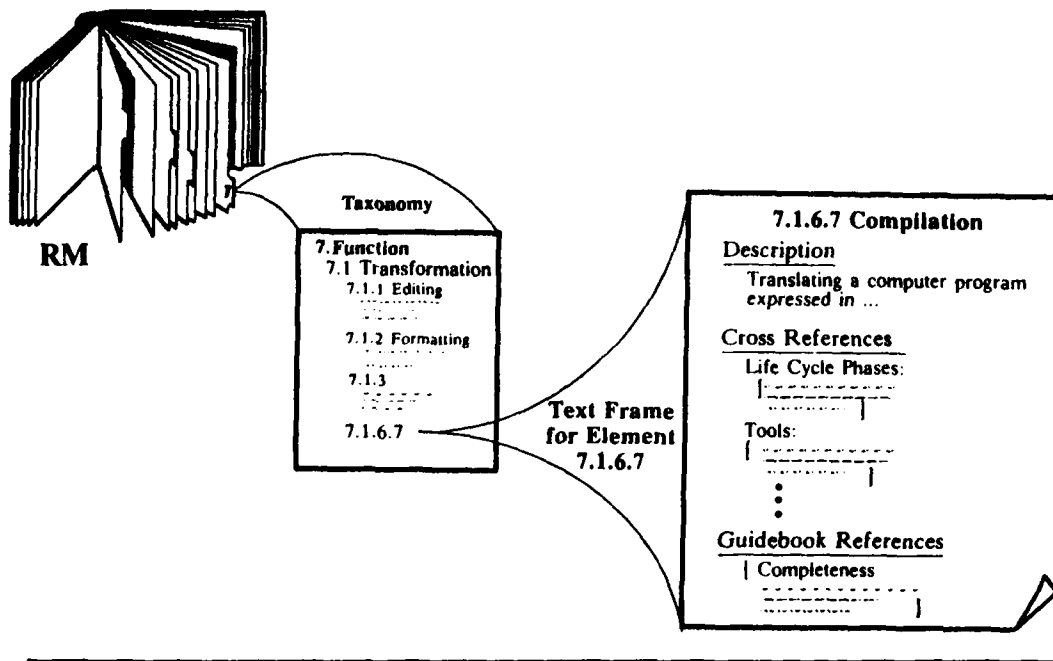 RM
7
Taxonomy
7.Function
7.1 Transformation
7.1.1 Editing
7.1.2 Formatting
7.1.3
7.1.6.7
Text Frame
for Element
7.1.6.7
7.1.6.7 Compilation
Description
Translating a computer program
expressed in ...
Cross References
Life Cycle Phases:
Tools:
Guidebook References
Completeness